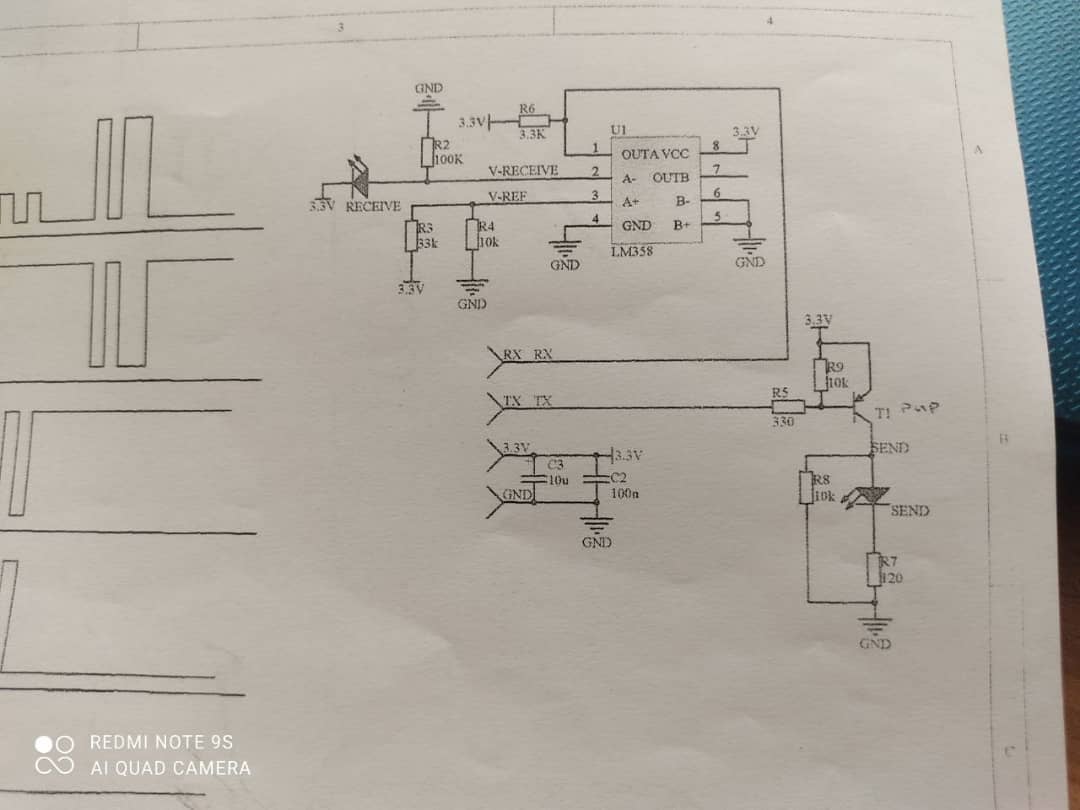 3
4
GND
3.3V
R6
3.3K
U1
3.3V
R2
100K
1
OUTA VCC
8
V-RECEIVE
2
A-
OUTB
7
3.3V
RECEIVE
V-REF
3
A+
B-
6
R3
33k
R4
10k
4
GND
B+
5
LM358
GND
GND
3.3V
GND
A
3.3V
RX RX
R9
10k
TX TX
R5
330
T1 PNP
B
3.3V
C3
10u
3.3V
C2
100n
GND
GND
SEND
R8
10k
SEND
R7
120
GND
C
REDMI NOTE 9S
AI QUAD CAMERA